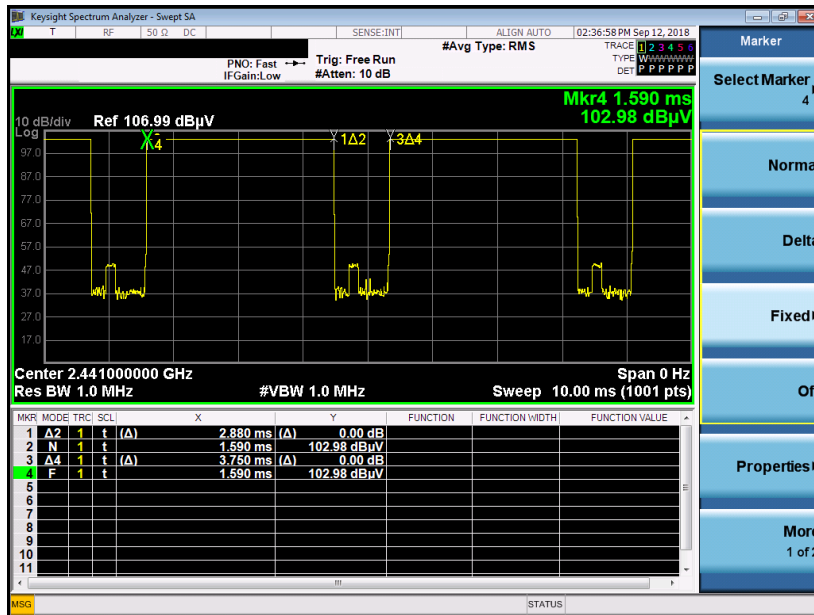 Keysight Spectrum Analyzer - Swept SA
LXI T RF 50 Ω DC SENSE:INT ALIGN AUTO 02:36:58 PM Sep 12, 2018
PNO: Fast Trig: Free Run #Avg Type: RMS TRACE 1 2 3 4 5 6
IFGain:Low #Atten: 10 dB TYPE WWWWWW
DET P P P P P P
Mkr4 1.590 ms
10 dB/div Ref 106.99 dBµV 102.98 dBµV
Log
4 1Δ2 3Δ4
97.0
87.0
77.0
67.0
57.0
47.0
37.0
27.0
17.0
Center 2.441000000 GHz Span 0 Hz
Res BW 1.0 MHz #VBW 1.0 MHz Sweep 10.00 ms (1001 pts)
MKR MODE TRC SCL X Y FUNCTION FUNCTION WIDTH FUNCTION VALUE
1 Δ2 1 t (Δ) 2.880 ms (Δ) 0.00 dB
2 N 1 t 1.590 ms 102.98 dBµV
3 Δ4 1 t (Δ) 3.750 ms (Δ) 0.00 dB
4 F 1 t 1.590 ms 102.98 dBµV
5
6
7
8
9
10
11
MSG STATUS
Marker
Select Marker
4
Norma
Delta
Fixed
Of
Properties
More
1 of 2